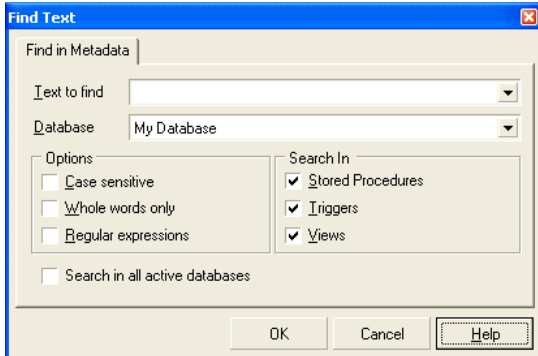 Find Text
Find in Metadata
Text to find
Database My Database
Options Search In
Case sensitive Stored Procedures
Whole words only Triggers
Regular expressions Views
Search in all active databases
OK Cancel Help